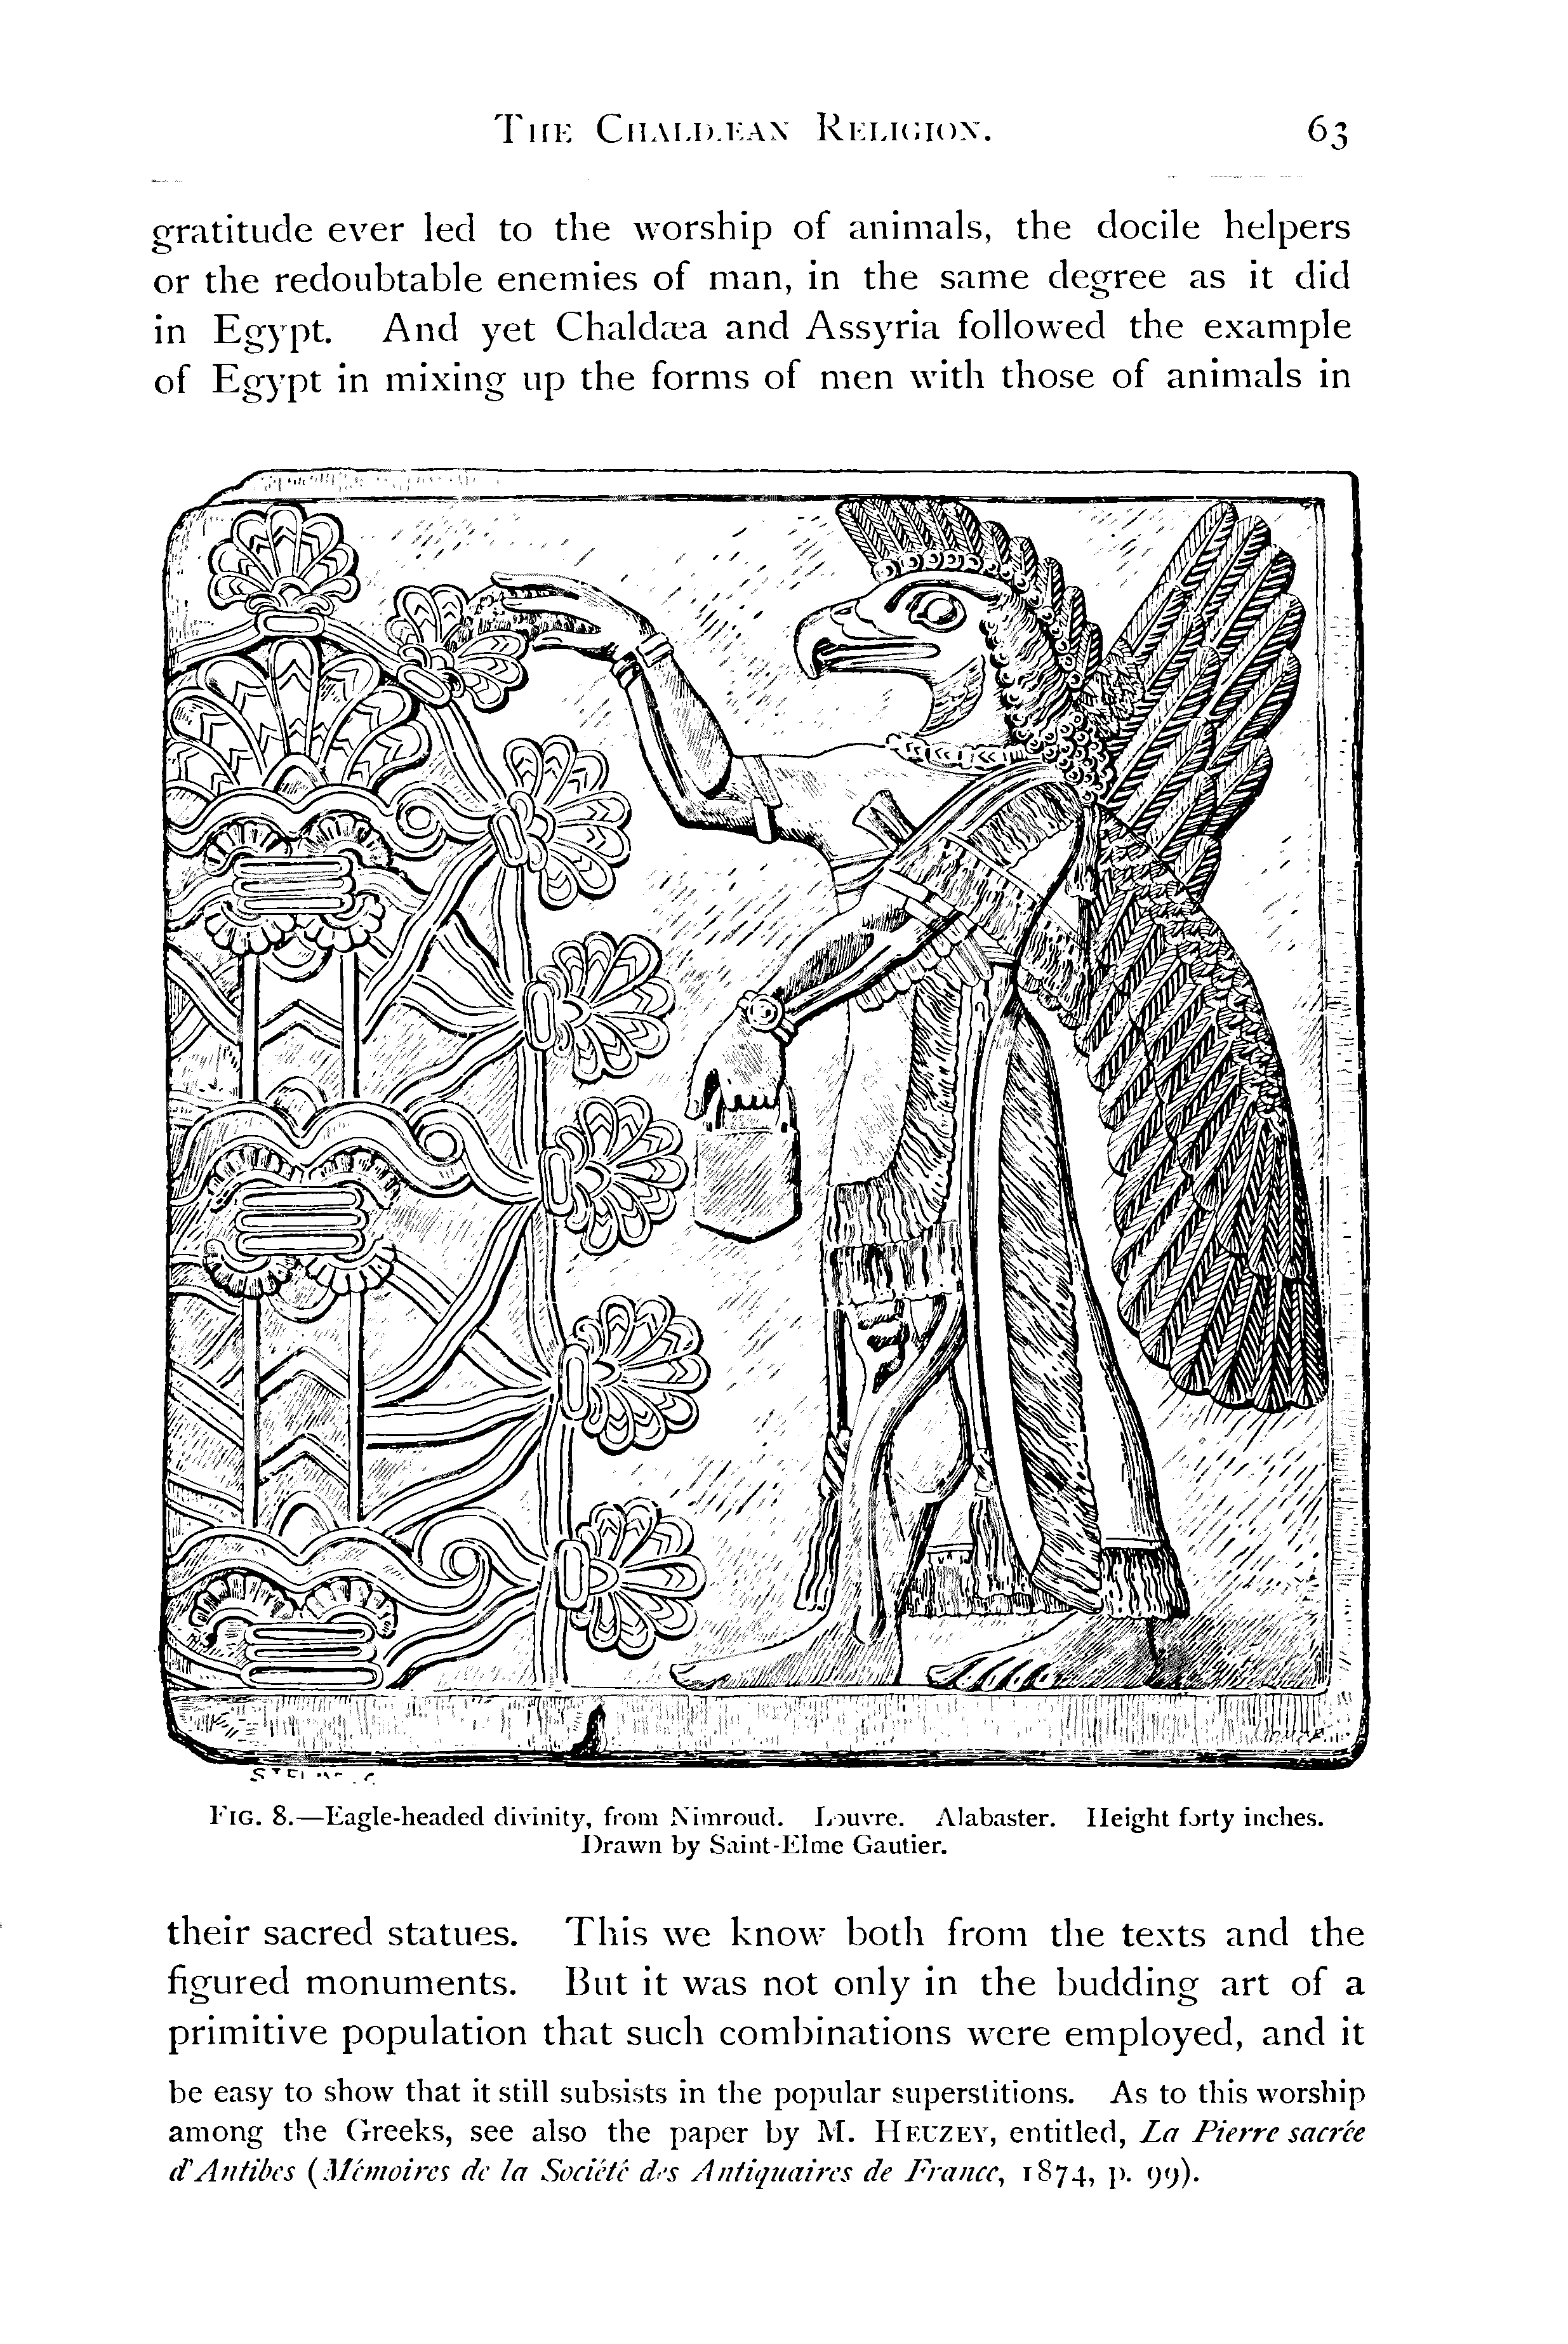 The Chaldæan Religion. 63
gratitude ever led to the worship of animals, the docile helpers
or the redoubtable enemies of man, in the same degree as it did
in Egypt. And yet Chaldæa and Assyria followed the example
of Egypt in mixing up the forms of men with those of animals in
Fig. 8.—Eagle-headed divinity, from Nimroud. Louvre. Alabaster. Height forty inches.
Drawn by Saint-Elme Gautier.
their sacred statues. This we know both from the texts and the
figured monuments. But it was not only in the budding art of a
primitive population that such combinations were employed, and it
be easy to show that it still subsists in the popular superstitions. As to this worship
among the Greeks, see also the paper by M. Heuzey, entitled, La Pierre sacrée
d'Antibes (Mémoires de la Société des Antiquaires de France, 1874, p. 99).